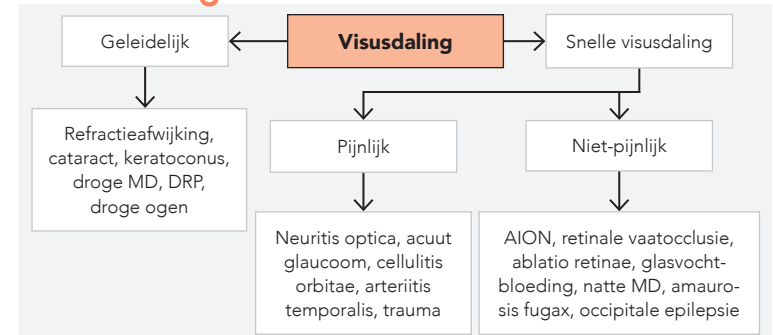 Geleidelijk
Visusdaling
Snelle visusdaling
Refractieafwijking,
cataract, keratoconus,
droge MD, DRP,
droge ogen
Pijnlijk
Niet-pijnlijk
Neuritis optica, acuut
glaucoom, cellulitis
orbitae, arteriitis
temporalis, trauma
AION, retinale vaatocclusie,
ablatio retinae, glasvocht-
bloeding, natte MD, amauro-
sis fugax, occipitale epilepsie